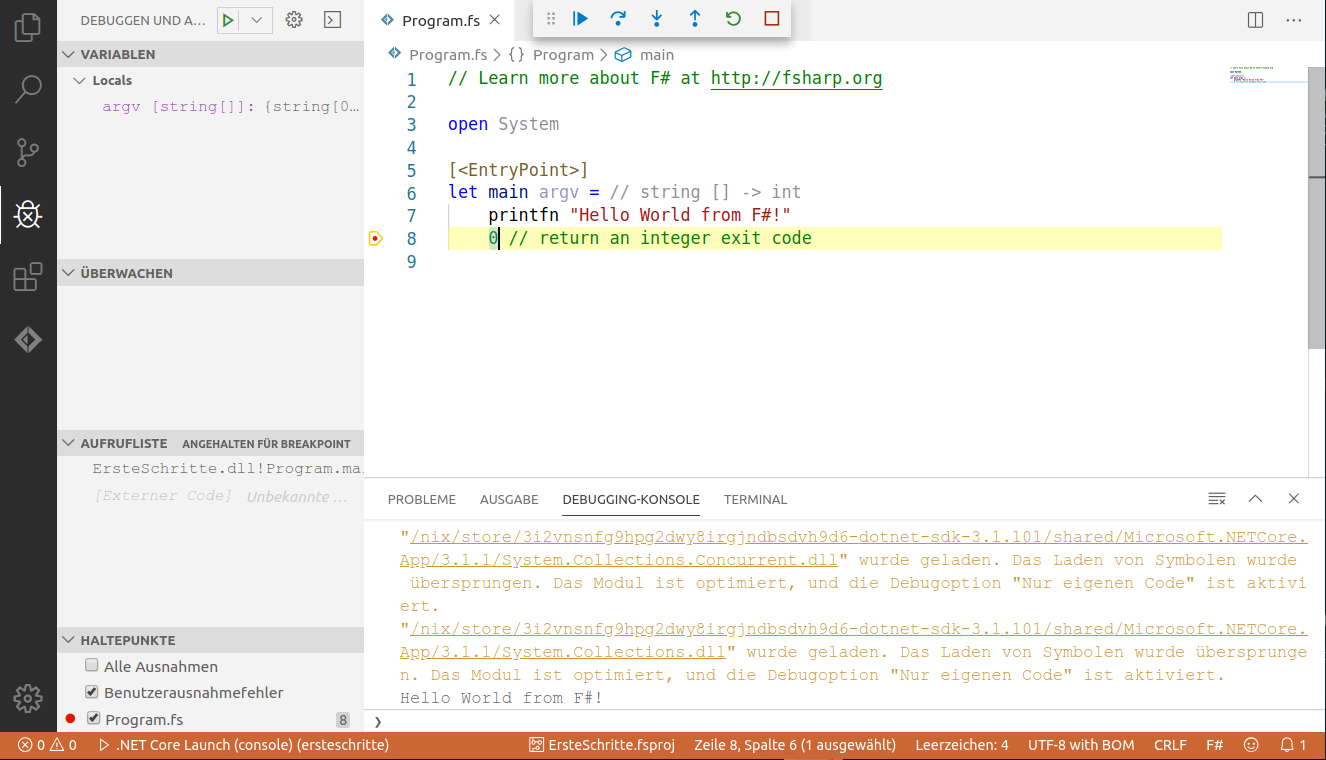 DEBUGGEN UND A…
VARIABLEN
Locals
argv [string[]]: {string[0…
ÜBERWACHEN
AUFRUFLISTE ANGEHALTEN FÜR BREAKPOINT
ErsteSchritte.dll!Program.ma
[Externer Code] Unbekannte …
HALTEPUNKTE
Alle Ausnahmen
Benutzerausnahmefehler
Program.fs 8
Program.fs
Program.fs > {} Program > main
1 // Learn more about F# at http://fsharp.org
2
3 open System
4
5 [<EntryPoint>]
6 let main argv = // string [] -> int
7 printfn "Hello World from F#!"
8 0 // return an integer exit code
9
PROBLEME AUSGABE DEBUGGING-KONSOLE TERMINAL
"/nix/store/3i2vnsnfg9hpg2dwy8irgjndbsdvh9d6-dotnet-sdk-3.1.101/shared/Microsoft.NETCore.
App/3.1.1/System.Collections.Concurrent.dll" wurde geladen. Das Laden von Symbolen wurde
übersprungen. Das Modul ist optimiert, und die Debugoption "Nur eigenen Code" ist aktivi
ert.
"/nix/store/3i2vnsnfg9hpg2dwy8irgjndbsdvh9d6-dotnet-sdk-3.1.101/shared/Microsoft.NETCore.
App/3.1.1/System.Collections.dll" wurde geladen. Das Laden von Symbolen wurde übersprunge
n. Das Modul ist optimiert, und die Debugoption "Nur eigenen Code" ist aktiviert.
Hello World from F#!
❯
0 0 .NET Core Launch (console) (ersteschritte) ErsteSchritte.fsproj Zeile 8, Spalte 6 (1 ausgewählt) Leerzeichen: 4 UTF-8 with BOM CRLF F# 1